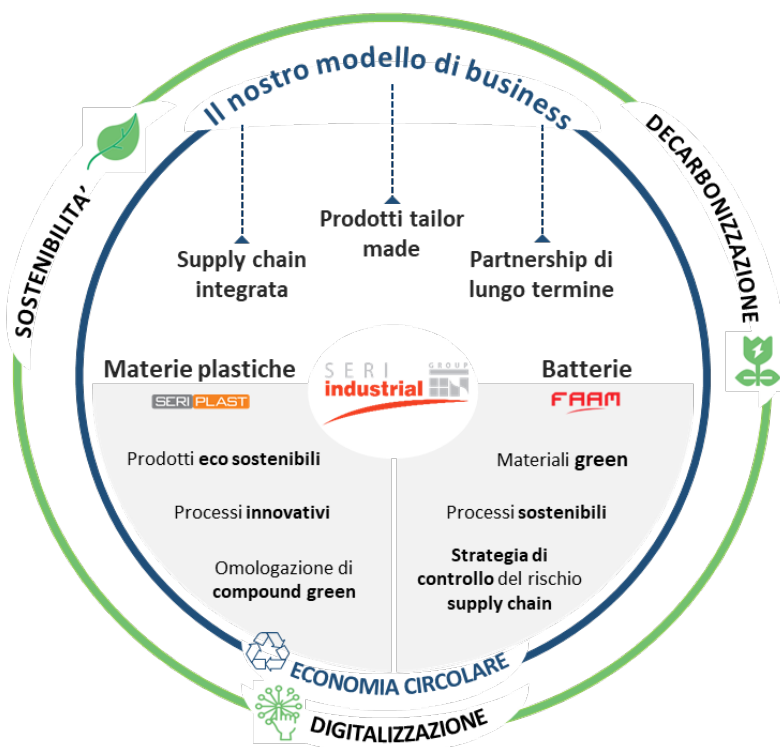 Il nostro modello di business
SOSTENIBILITA'
DECARBONIZZAZIONE
Supply chain
integrata
Prodotti tailor
made
Partnership di
lungo termine
Materie plastiche
SERI PLAST
SERI
industrial
GROUP
Batterie
FAAM
Prodotti eco sostenibili
Processi innovativi
Omologazione di
compound green
Materiali green
Processi sostenibili
Strategia di
controllo del rischio
supply chain
ECONOMIA CIRCOLARE
DIGITALIZZAZIONE